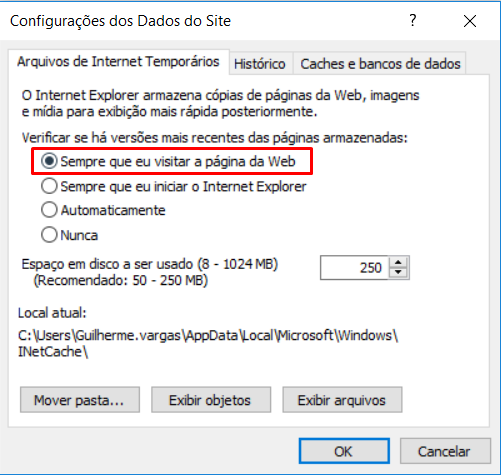 Configurações dos Dados do Site
Arquivos de Internet Temporários
Histórico
Caches e bancos de dados
O Internet Explorer armazena cópias de páginas da Web, imagens
e mídia para exibição mais rápida posteriormente.
Verificar se há versões mais recentes das páginas armazenadas:
Sempre que eu visitar a página da Web
Sempre que eu iniciar o Internet Explorer
Automaticamente
Nunca
Espaço em disco a ser usado (8 - 1024 MB)
250
(Recomendado: 50 - 250 MB)
Local atual:
C:\Users\Guilherme.vargas\AppData\Local\Microsoft\Windows\
INetCache\
Mover pasta...
Exibir objetos
Exibir arquivos
OK
Cancelar